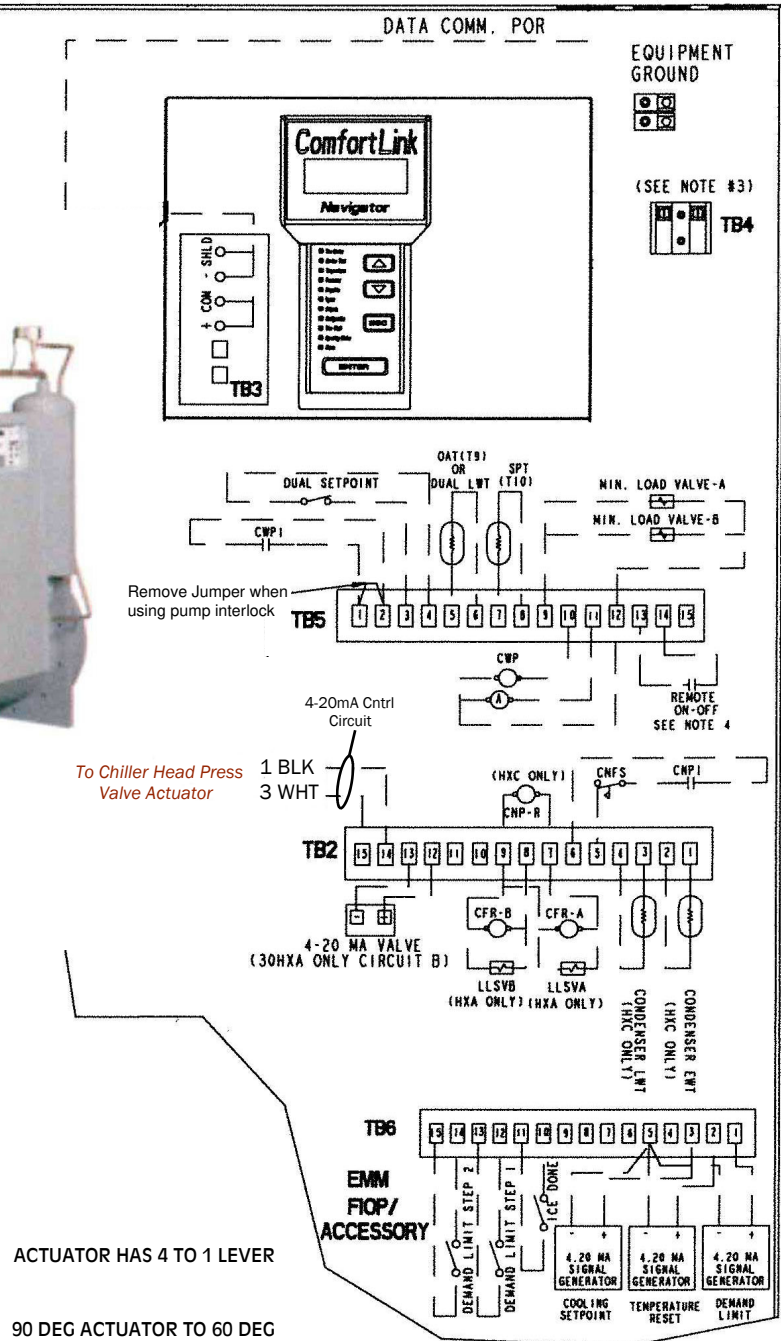 DATA COMM. POR
EQUIPMENT
GROUND
ComfortLink
Navigator
ENTER
(SEE NOTE #3)
TB4
+ COM - SHLD
TB3
OAT(T9)
OR
DUAL LWT
SPT
(T10)
DUAL SETPOINT
MIN. LOAD VALVE-A
MIN. LOAD VALVE-B
CWP1
Remove Jumper when
using pump interlock
TB5
1 2 3 4 5 6 7 8 9 10 11 12 13 14 15
CWP
A
REMOTE
ON-OFF
SEE NOTE 4
4-20mA Cntrl
Circuit
To Chiller Head Press
Valve Actuator
1 BLK
3 WHT
(HXC ONLY)
CNP-R
CNFS
CNP1
TB2
15 14 13 12 11 10 9 8 7 6 5 4 3 2 1
- +
4-20 MA VALVE
(30HXA ONLY CIRCUIT B)
CFR-B
CFR-A
LLSVB
(HXA ONLY)
LLSVA
(HXA ONLY)
CONDENSER LWT
(HXC ONLY)
CONDENSER EWT
(HXC ONLY)
TB6
15 14 13 12 11 10 9 8 7 6 5 4 3 2 1
EMM
FIOP/
ACCESSORY
DEMAND LIMIT STEP 2
DEMAND LIMIT STEP 1
ICE DONE
- +
4.20 MA
SIGNAL
GENERATOR
COOLING
SETPOINT
- +
4.20 MA
SIGNAL
GENERATOR
TEMPERATURE
RESET
- +
4.20 MA
SIGNAL
GENERATOR
DEMAND
LIMIT
ACTUATOR HAS 4 TO 1 LEVER
90 DEG ACTUATOR TO 60 DEG